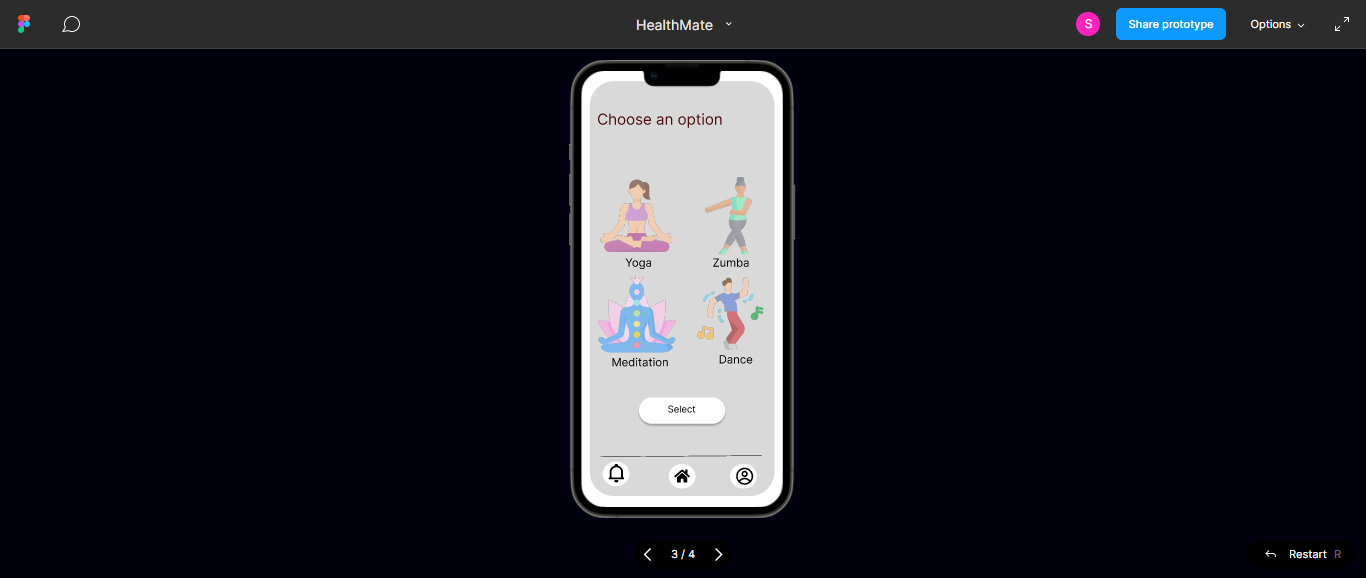 HealthMate
S
Share prototype
Options
Choose an option
Yoga
Zumba
Meditation
Dance
Select
3 / 4
Restart R